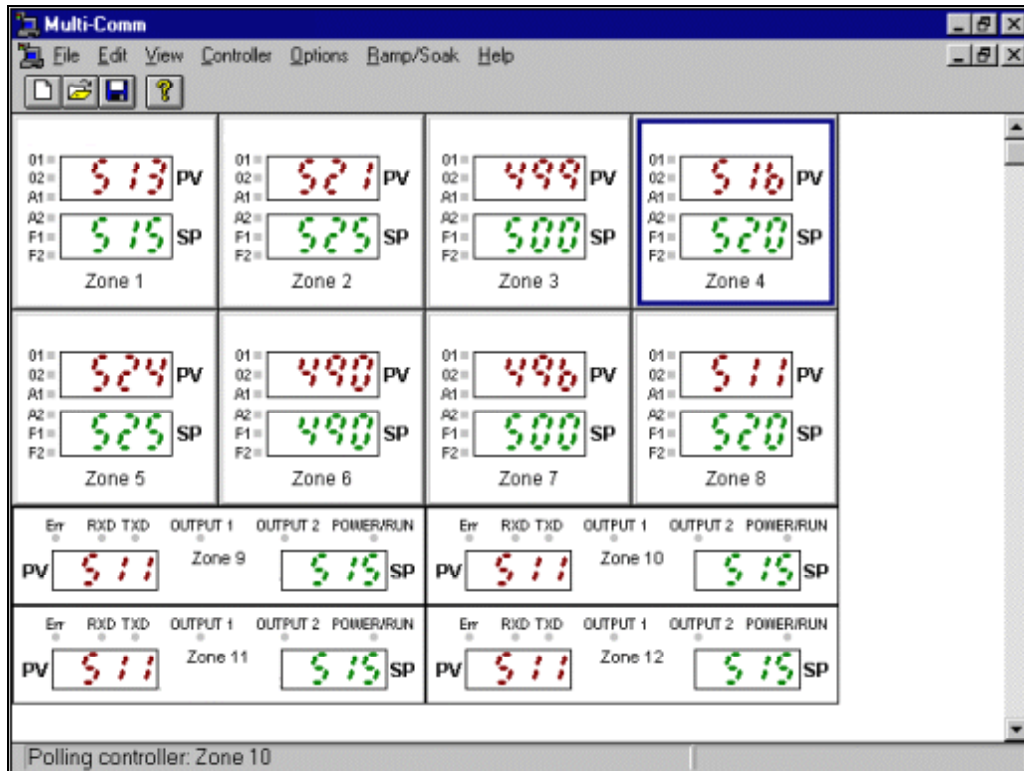 Multi-Comm
File Edit View Controller Options Ramp/Soak Help
01 02 A1 513 PV
A2 F1 F2 515 SP
Zone 1
01 02 A1 521 PV
A2 F1 F2 525 SP
Zone 2
01 02 A1 499 PV
A2 F1 F2 500 SP
Zone 3
01 02 A1 516 PV
A2 F1 F2 520 SP
Zone 4
01 02 A1 524 PV
A2 F1 F2 525 SP
Zone 5
01 02 A1 490 PV
A2 F1 F2 490 SP
Zone 6
01 02 A1 496 PV
A2 F1 F2 500 SP
Zone 7
01 02 A1 511 PV
A2 F1 F2 520 SP
Zone 8
Err RXD TXD OUTPUT 1 OUTPUT 2 POWER/RUN
PV 511 Zone 9 515 SP
Err RXD TXD OUTPUT 1 OUTPUT 2 POWER/RUN
PV 511 Zone 10 515 SP
Err RXD TXD OUTPUT 1 OUTPUT 2 POWER/RUN
PV 511 Zone 11 515 SP
Err RXD TXD OUTPUT 1 OUTPUT 2 POWER/RUN
PV 511 Zone 12 515 SP
Polling controller: Zone 10